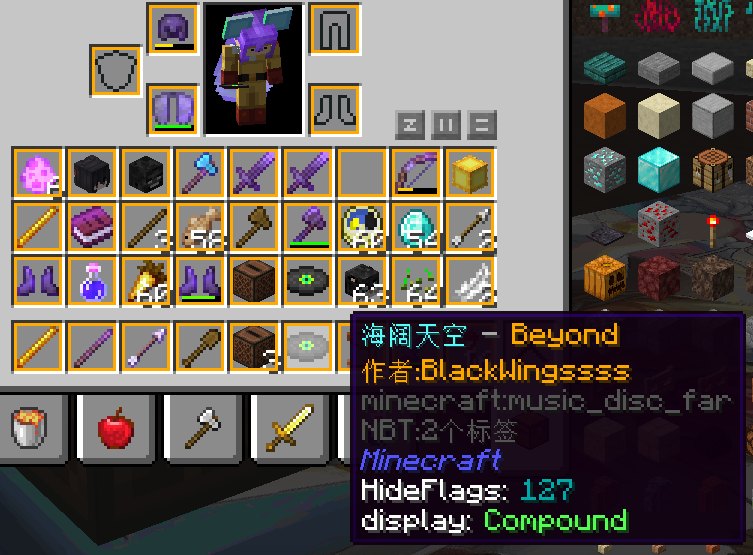 海阔天空 - Beyond
作者:BlackWingssss
minecraft:music_disc_far
NBT:2个标签
Minecraft
HideFlags: 127
display: Compound